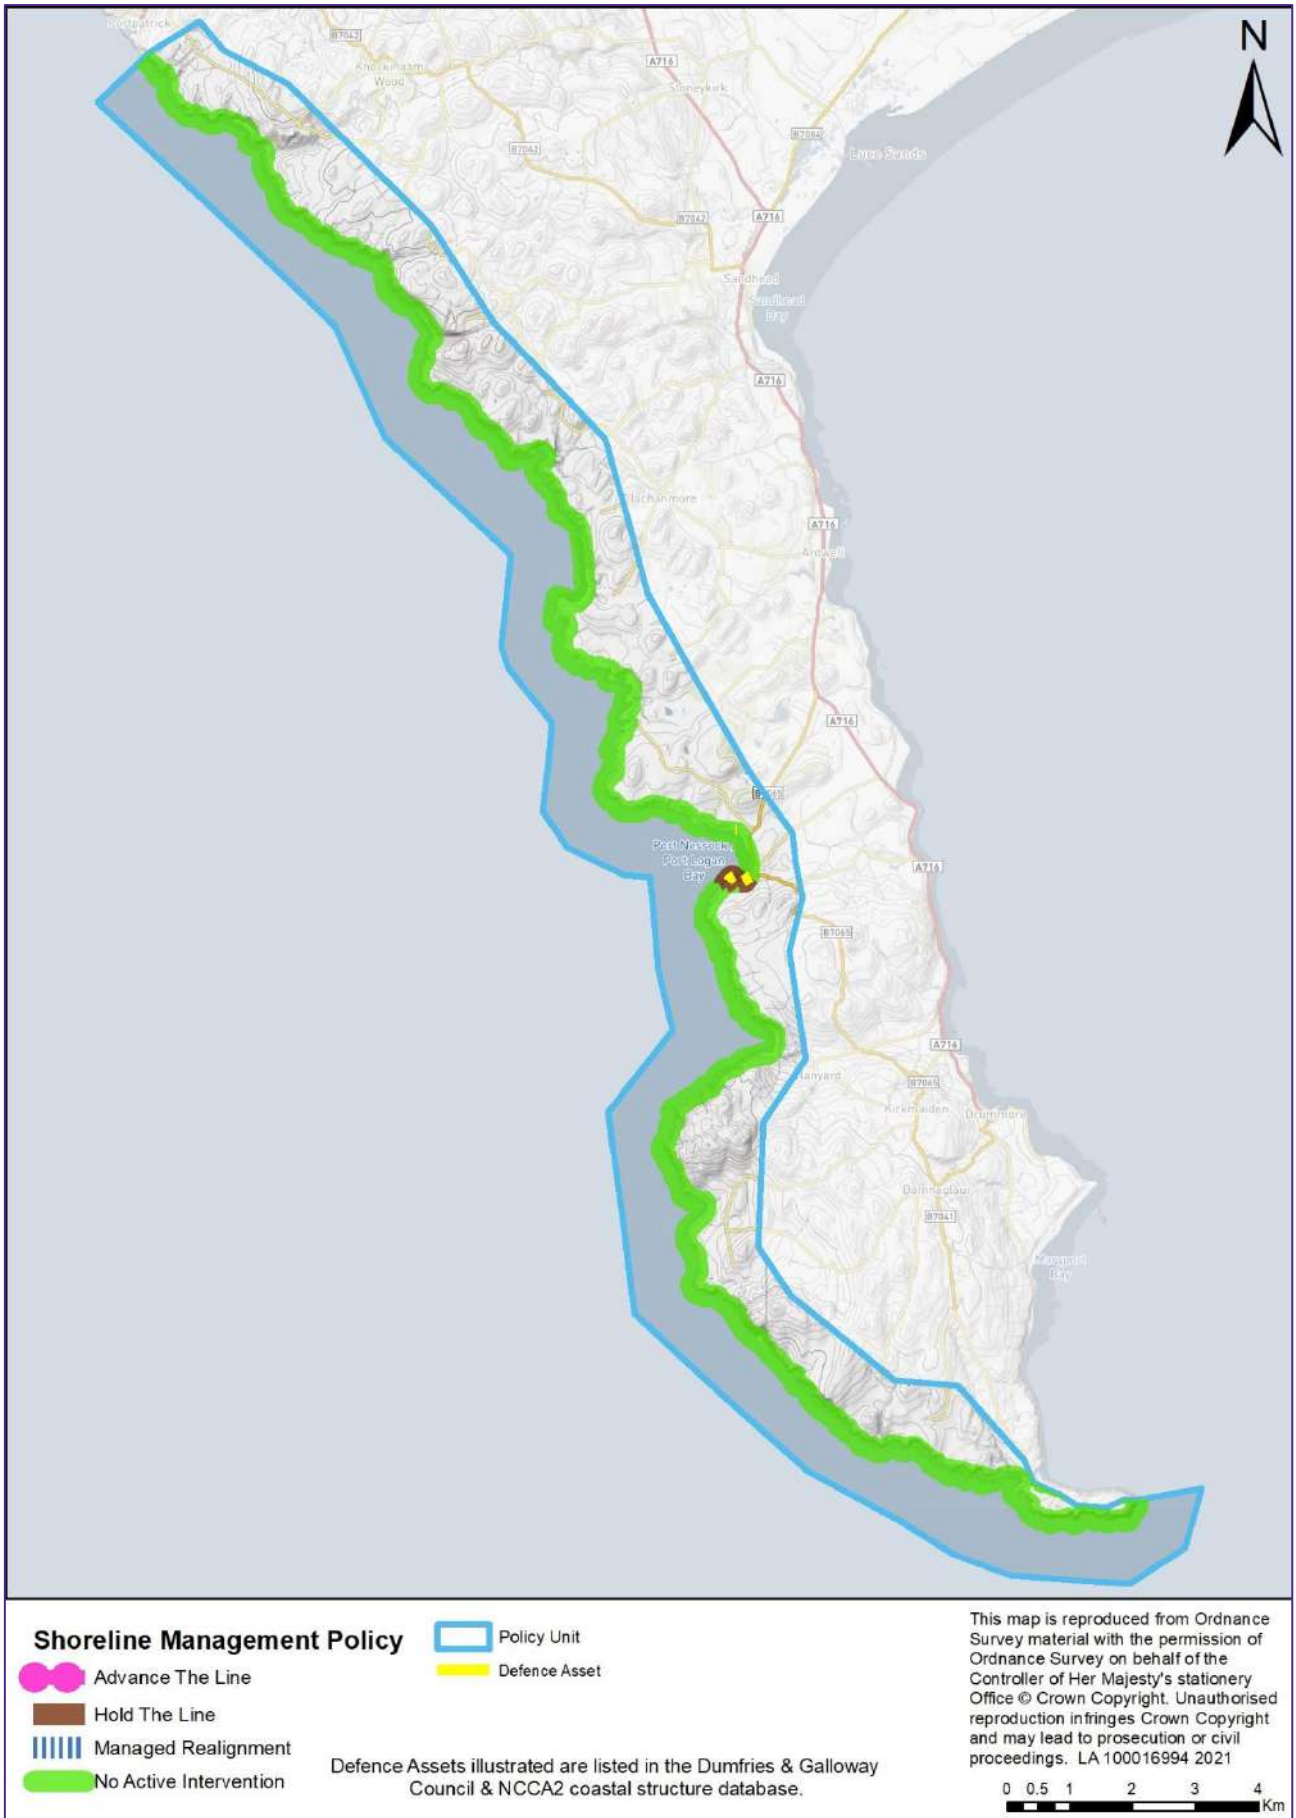 Portpatrick
N
B7042
A716
Knockinaam
Wood
Stoneykirk
B7084
B7042
Luce Sands
B7042
A716
Sandhead
Sandhead
Bay
A716
Clachanmore
A716
Ardwell
A716
B7065
Port Nessock
Port Logan
Bay
A716
B7065
A716
B7065
Kirkmaiden
Drummore
Damnaglaur
B7041
Maryport
Bay
Shoreline Management Policy
Advance The Line
Hold The Line
Managed Realignment
No Active Intervention
Policy Unit
Defence Asset
Defence Assets illustrated are listed in the Dumfries & Galloway
Council & NCCA2 coastal structure database.
This map is reproduced from Ordnance
Survey material with the permission of
Ordnance Survey on behalf of the
Controller of Her Majesty's stationery
Office © Crown Copyright. Unauthorised
reproduction infringes Crown Copyright
and may lead to prosecution or civil
proceedings. LA 100016994 2021
0 0.5 1 2 3 4
Km